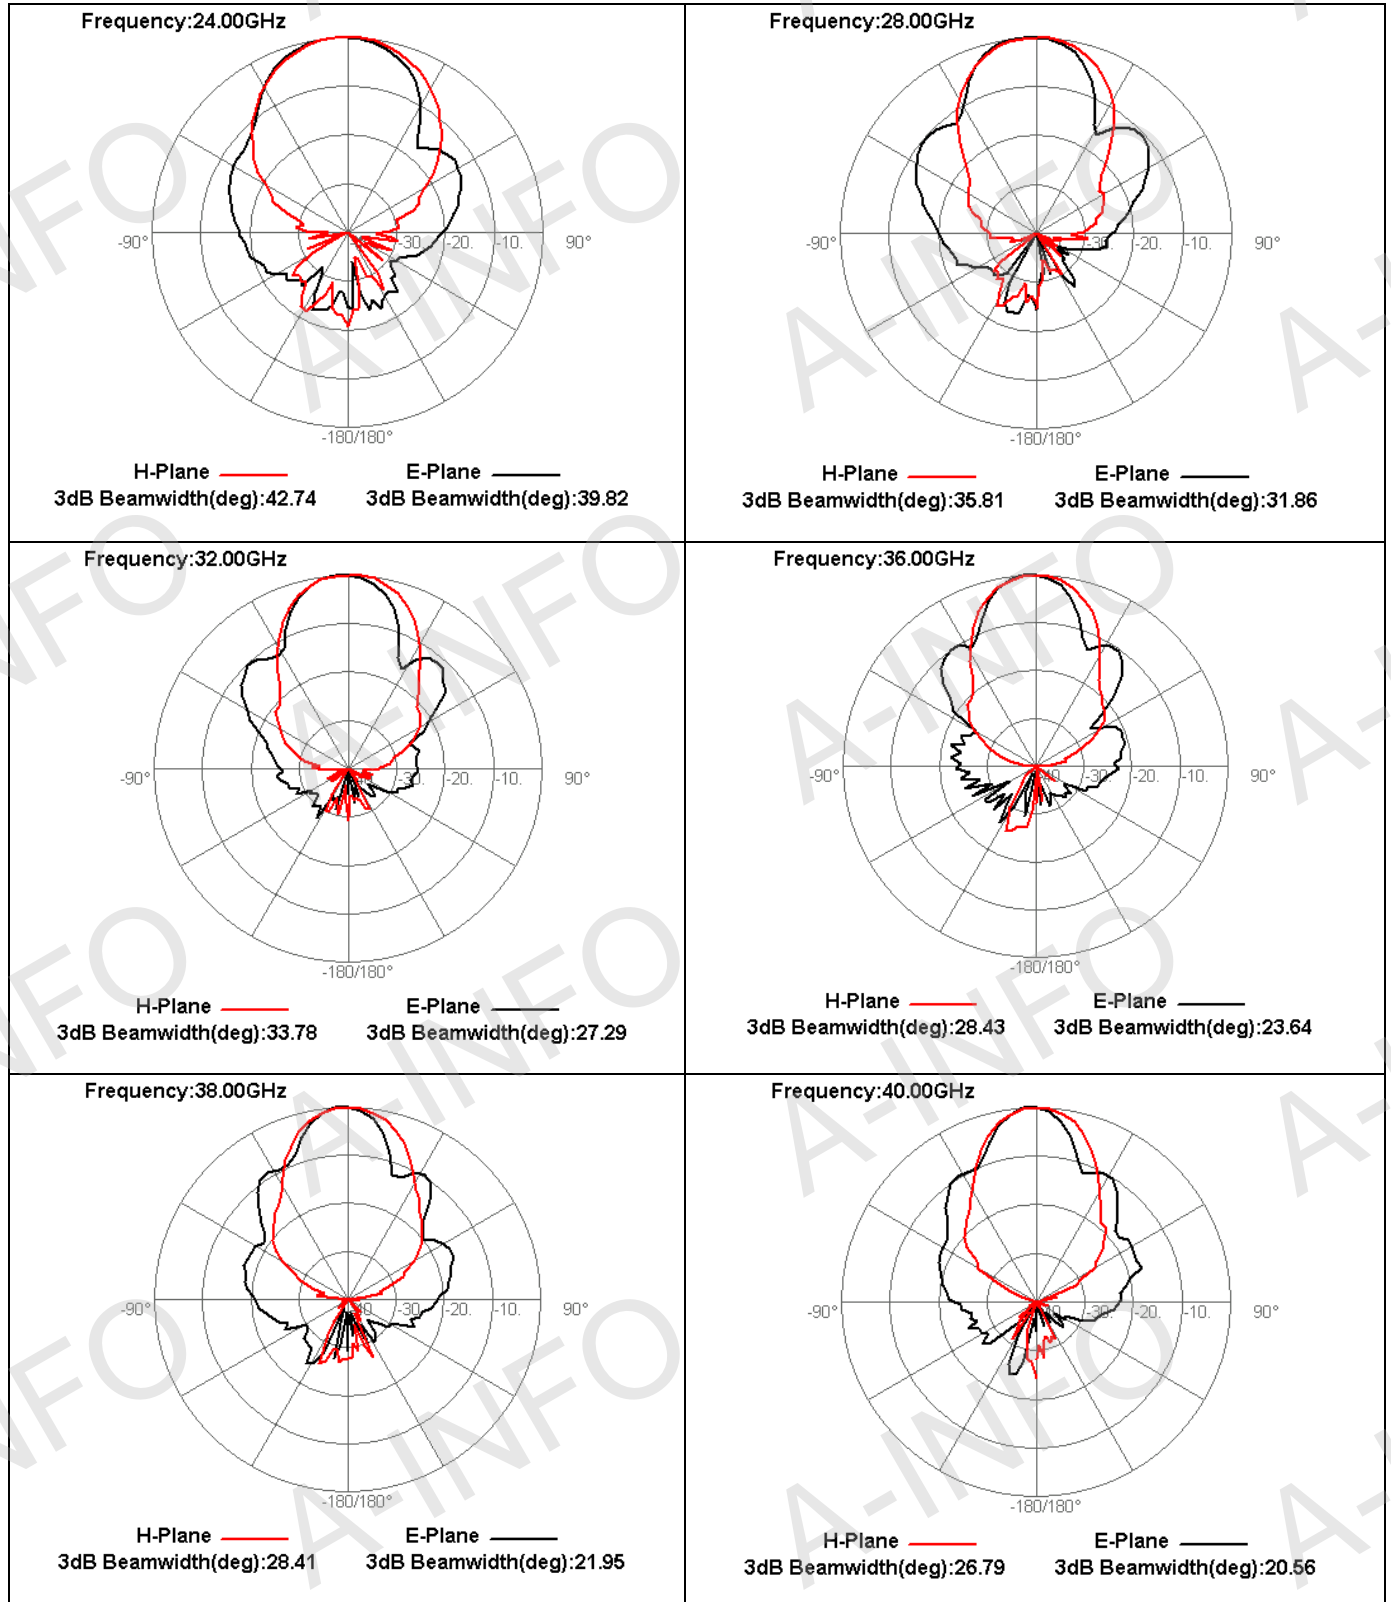 Frequency:24.00GHz
-90° -40 -30. -20. -10. 90°
-180/180°
H-Plane E-Plane
3dB Beamwidth(deg):42.74 3dB Beamwidth(deg):39.82
Frequency:28.00GHz
-90° -30. -20. -10. 90°
-180/180°
H-Plane E-Plane
3dB Beamwidth(deg):35.81 3dB Beamwidth(deg):31.86
Frequency:32.00GHz
-90° -30. -20. -10. 90°
-180/180°
H-Plane E-Plane
3dB Beamwidth(deg):33.78 3dB Beamwidth(deg):27.29
Frequency:36.00GHz
-90° -40 -30. -20. -10. 90°
-180/180°
H-Plane E-Plane
3dB Beamwidth(deg):28.43 3dB Beamwidth(deg):23.64
Frequency:38.00GHz
-90° -40 -30. -20. -10. 90°
-180/180°
H-Plane E-Plane
3dB Beamwidth(deg):28.41 3dB Beamwidth(deg):21.95
Frequency:40.00GHz
-90° -30. -20. -10. 90°
-180/180°
H-Plane E-Plane
3dB Beamwidth(deg):26.79 3dB Beamwidth(deg):20.56
A-INFO